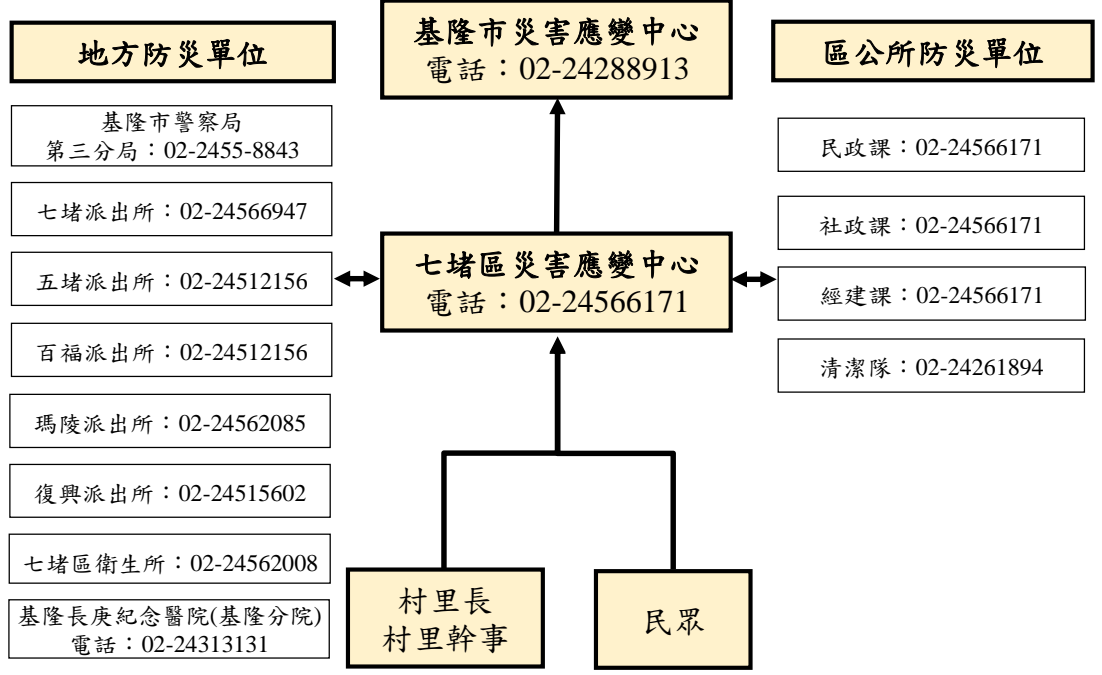 地方防災單位
基隆市警察局
第三分局：02-2455-8843
七堵派出所：02-24566947
五堵派出所：02-24512156
百福派出所：02-24512156
瑪陵派出所：02-24562085
復興派出所：02-24515602
七堵區衛生所：02-24562008
基隆長庚紀念醫院(基隆分院)
電話：02-24313131
基隆市災害應變中心
電話：02-24288913
七堵區災害應變中心
電話：02-24566171
村里長
村里幹事
民眾
區公所防災單位
民政課：02-24566171
社政課：02-24566171
經建課：02-24566171
清潔隊：02-24261894